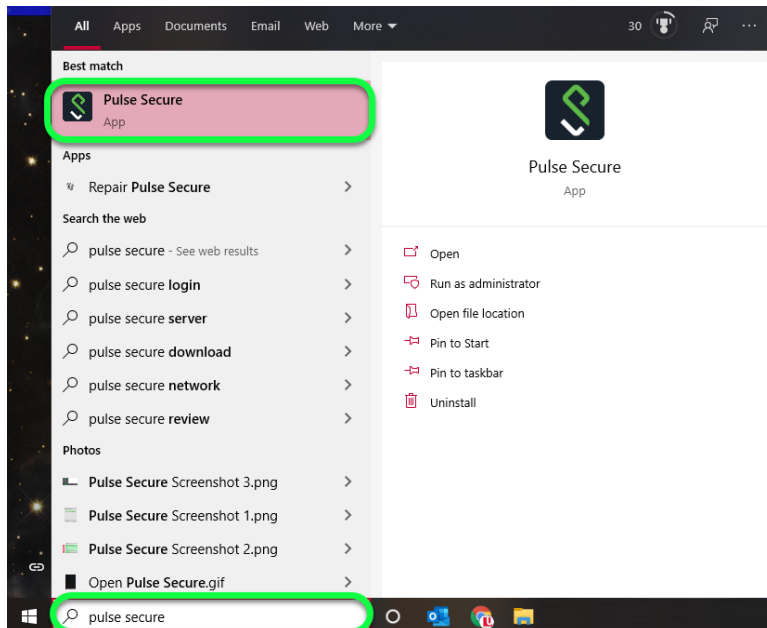 All Apps Documents Email Web More 30 ...
Best match
Pulse Secure
App
Apps
Repair Pulse Secure
Search the web
pulse secure - See web results
pulse secure login
pulse secure server
pulse secure download
pulse secure network
pulse secure review
Photos
Pulse Secure Screenshot 3.png
Pulse Secure Screenshot 1.png
Pulse Secure Screenshot 2.png
Open Pulse Secure.gif
pulse secure
Pulse Secure
App
Open
Run as administrator
Open file location
Pin to Start
Pin to taskbar
Uninstall